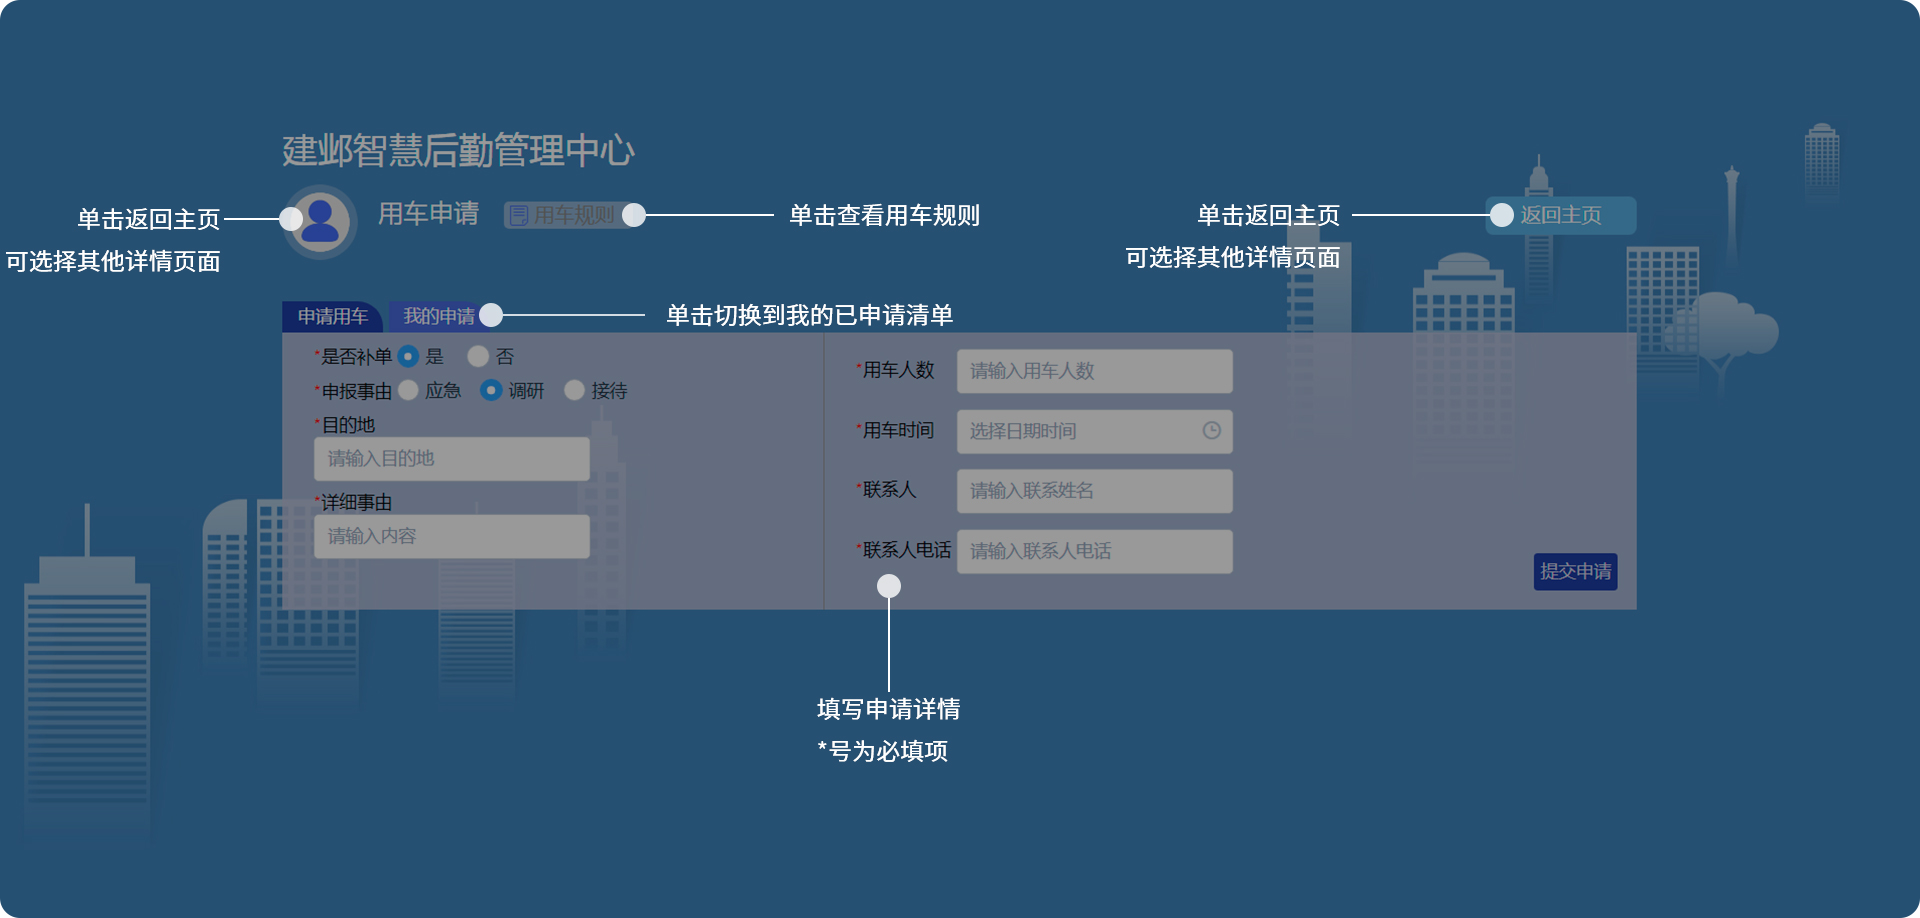 建邺智慧后勤管理中心
单击返回主页
可选择其他详情页面
用车申请
用车规则
单击查看用车规则
单击返回主页
可选择其他详情页面
返回主页
申请用车
我的申请
单击切换到我的已申请清单
*是否补单 是 否
*申报事由 应急 调研 接待
*目的地
请输入目的地
*详细事由
请输入内容
*用车人数 请输入用车人数
*用车时间 选择日期时间
*联系人 请输入联系姓名
*联系人电话 请输入联系人电话
提交申请
填写申请详情
*号为必填项